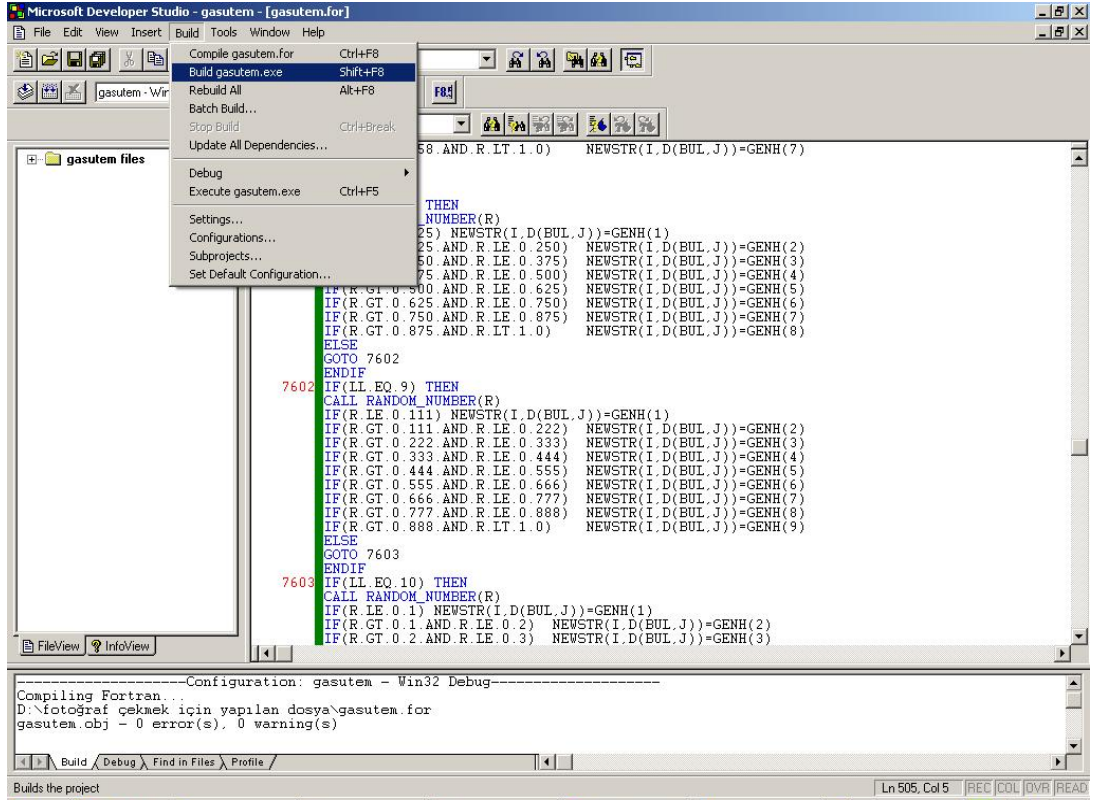 Microsoft Developer Studio - gasutem - [gasutem.for]
File Edit View Insert Build Tools Window Help
Compile gasutem.for Ctrl+F8
Build gasutem.exe Shift+F8
Rebuild All Alt+F8
Batch Build...
Stop Build Ctrl+Break
Update All Dependencies...
Debug
Execute gasutem.exe Ctrl+F5
Settings...
Configurations...
Subprojects...
Set Default Configuration...
gasutem - Wir
gasutem files
58.AND.R.LT.1.0) NEWSTR(I,D(BUL,J))=GENH(7)
THEN
_NUMBER(R)
25) NEWSTR(I,D(BUL,J))=GENH(1)
25.AND.R.LE.0.250) NEWSTR(I,D(BUL,J))=GENH(2)
50.AND.R.LE.0.375) NEWSTR(I,D(BUL,J))=GENH(3)
75.AND.R.LE.0.500) NEWSTR(I,D(BUL,J))=GENH(4)
IF(R.GT.0.500.AND.R.LE.0.625) NEWSTR(I,D(BUL,J))=GENH(5)
IF(R.GT.0.625.AND.R.LE.0.750) NEWSTR(I,D(BUL,J))=GENH(6)
IF(R.GT.0.750.AND.R.LE.0.875) NEWSTR(I,D(BUL,J))=GENH(7)
IF(R.GT.0.875.AND.R.LT.1.0) NEWSTR(I,D(BUL,J))=GENH(8)
ELSE
GOTO 7602
ENDIF
7602 IF(LL.EQ.9) THEN
CALL RANDOM_NUMBER(R)
IF(R.LE.0.111) NEWSTR(I,D(BUL,J))=GENH(1)
IF(R.GT.0.111.AND.R.LE.0.222) NEWSTR(I,D(BUL,J))=GENH(2)
IF(R.GT.0.222.AND.R.LE.0.333) NEWSTR(I,D(BUL,J))=GENH(3)
IF(R.GT.0.333.AND.R.LE.0.444) NEWSTR(I,D(BUL,J))=GENH(4)
IF(R.GT.0.444.AND.R.LE.0.555) NEWSTR(I,D(BUL,J))=GENH(5)
IF(R.GT.0.555.AND.R.LE.0.666) NEWSTR(I,D(BUL,J))=GENH(6)
IF(R.GT.0.666.AND.R.LE.0.777) NEWSTR(I,D(BUL,J))=GENH(7)
IF(R.GT.0.777.AND.R.LE.0.888) NEWSTR(I,D(BUL,J))=GENH(8)
IF(R.GT.0.888.AND.R.LT.1.0) NEWSTR(I,D(BUL,J))=GENH(9)
ELSE
GOTO 7603
ENDIF
7603 IF(LL.EQ.10) THEN
CALL RANDOM_NUMBER(R)
IF(R.LE.0.1) NEWSTR(I,D(BUL,J))=GENH(1)
IF(R.GT.0.1.AND.R.LE.0.2) NEWSTR(I,D(BUL,J))=GENH(2)
IF(R.GT.0.2.AND.R.LE.0.3) NEWSTR(I,D(BUL,J))=GENH(3)
FileView InfoView
--------------------Configuration: gasutem - Win32 Debug--------------------
Compiling Fortran...
D:\fotoğraf çekmek için yapılan dosya\gasutem.for
gasutem.obj - 0 error(s), 0 warning(s)
Build Debug Find in Files Profile
Builds the project Ln 505, Col 5 REC COL OVR READ